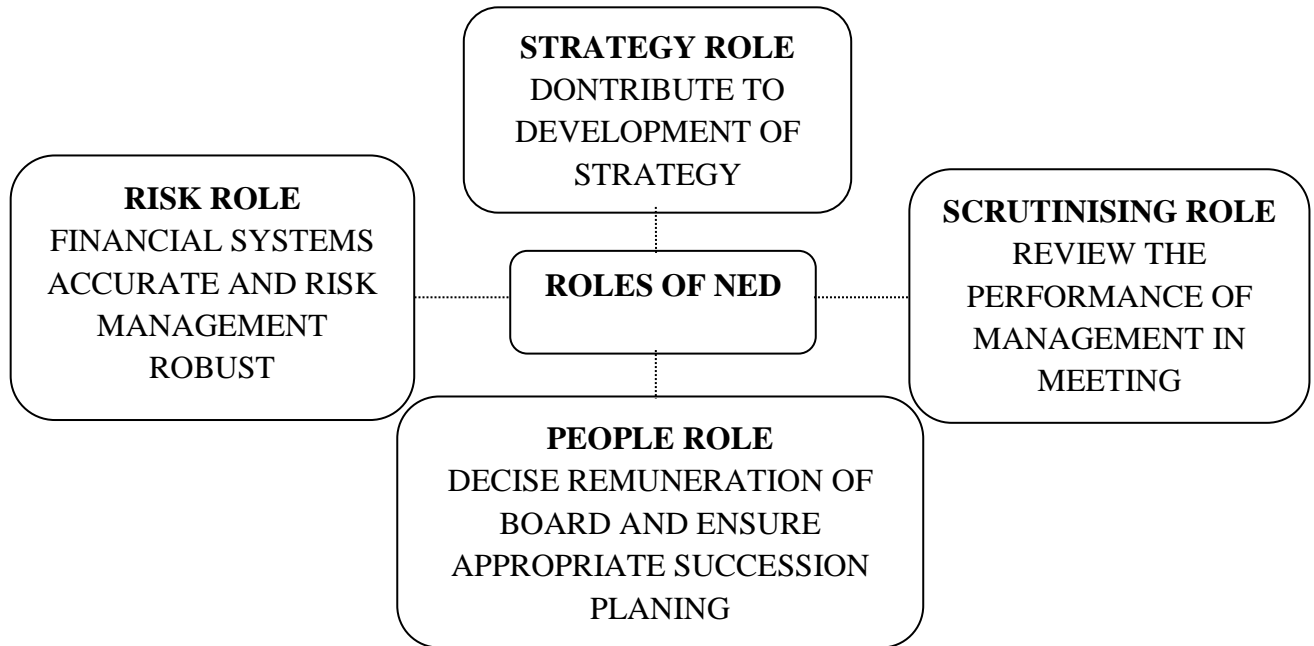 STRATEGY ROLE
DONTRIBUTE TO
DEVELOPMENT OF
STRATEGY
RISK ROLE
FINANCIAL SYSTEMS
ACCURATE AND RISK
MANAGEMENT
ROBUST
ROLES OF NED
SCRUTINISING ROLE
REVIEW THE
PERFORMANCE OF
MANAGEMENT IN
MEETING
PEOPLE ROLE
DECISE REMUNERATION OF
BOARD AND ENSURE
APPROPRIATE SUCCESSION
PLANING